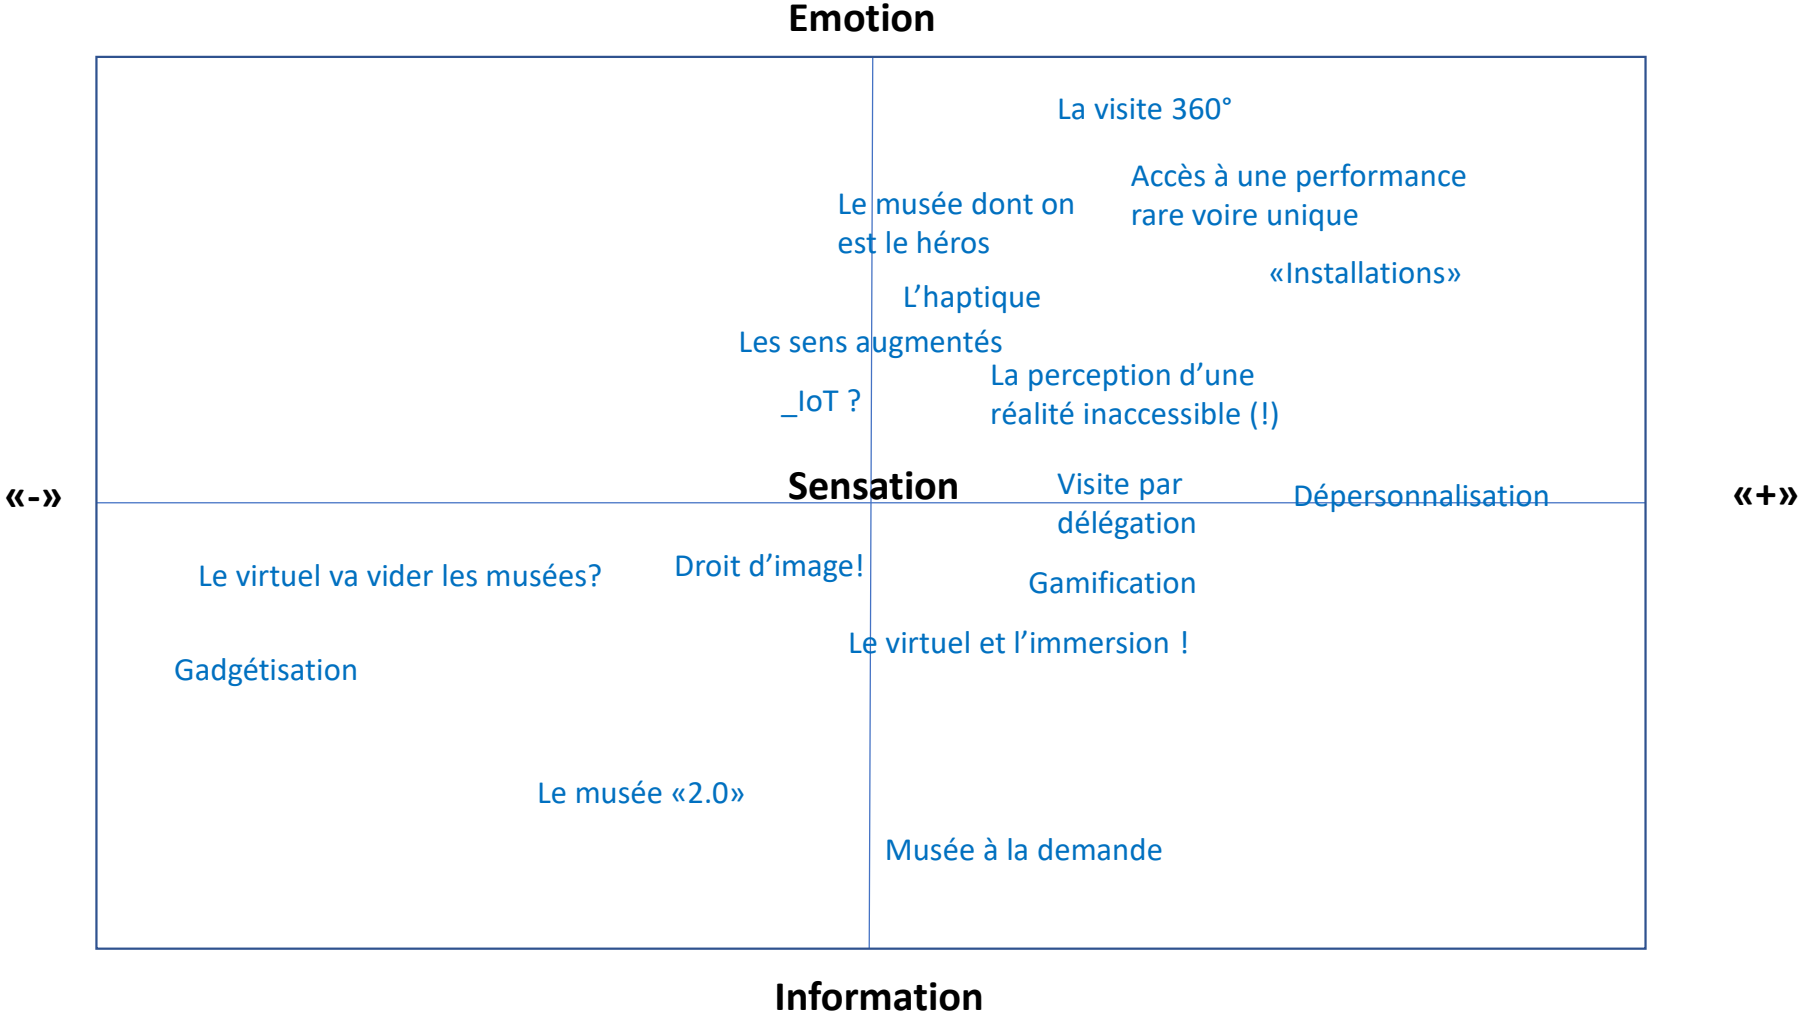 Emotion
La visite 360°
Accès à une performance
rare voire unique
Le musée dont on
est le héros
«Installations»
L’haptique
Les sens augmentés
La perception d’une
réalité inaccessible (!)
_IoT ?
«-»
Sensation
Visite par
délégation
Dépersonnalisation
«+»
Le virtuel va vider les musées?
Droit d’image!
Gamification
Le virtuel et l’immersion !
Gadgétisation
Le musée «2.0»
Musée à la demande
Information